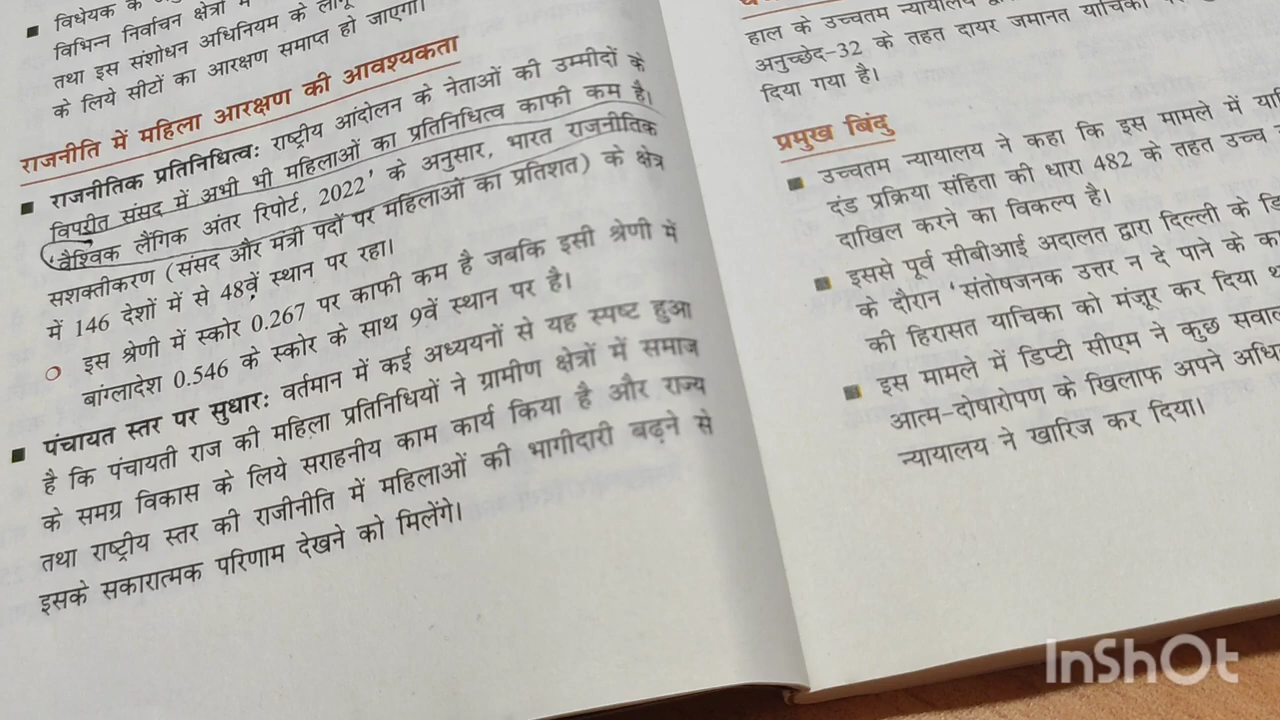 विधेयक के
विभिन्न निर्वाचन क्षेत्रों में
तथा इस संशोधन अधिनियम के लागू
के लिये सीटों का आरक्षण समाप्त हो जाएगा।
राजनीति में महिला आरक्षण की आवश्यकता
राजनीतिक प्रतिनिधित्व: राष्ट्रीय आंदोलन के नेताओं की उम्मीदों के
विपरीत संसद में अभी भी महिलाओं का प्रतिनिधित्व काफी कम है।
'वैश्विक लैंगिक अंतर रिपोर्ट, 2022' के अनुसार, भारत राजनीतिक
सशक्तीकरण (संसद और मंत्री पदों पर महिलाओं का प्रतिशत) के क्षेत्र
में 146 देशों में से 48वें स्थान पर रहा।
इस श्रेणी में स्कोर 0.267 पर काफी कम है जबकि इसी श्रेणी में
बांग्लादेश 0.546 के स्कोर के साथ 9वें स्थान पर है।
पंचायत स्तर पर सुधार: वर्तमान में कई अध्ययनों से यह स्पष्ट हुआ
है कि पंचायती राज की महिला प्रतिनिधियों ने ग्रामीण क्षेत्रों में समाज
के समग्र विकास के लिये सराहनीय काम कार्य किया है और राज्य
तथा राष्ट्रीय स्तर की राजीनीति में महिलाओं की भागीदारी बढ़ने से
इसके सकारात्मक परिणाम देखने को मिलेंगे।
हाल के उच्चतम न्यायालय
अनुच्छेद-32 के तहत दायर जमानत याचिका
दिया गया है।
प्रमुख बिंदु
उच्चतम न्यायालय ने कहा कि इस मामले में
दंड प्रक्रिया संहिता की धारा 482 के तहत उच्च
दाखिल करने का विकल्प है।
इससे पूर्व सीबीआई अदालत द्वारा दिल्ली के
के दौरान 'संतोषजनक उत्तर न दे पाने के
की हिरासत याचिका को मंजूर कर दिया
इस मामले में डिप्टी सीएम ने कुछ
आत्म-दोषारोपण के खिलाफ अपने
न्यायालय ने खारिज कर दिया।
InShOt